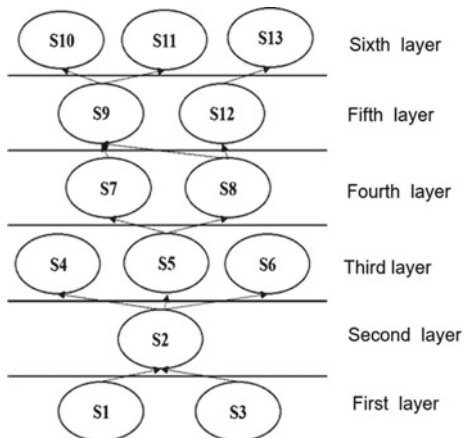 S10 S11 S13 Sixth layer
S9 S12 Fifth layer
S7 S8 Fourth layer
S4 S5 S6 Third layer
S2 Second layer
S1 S3 First layer